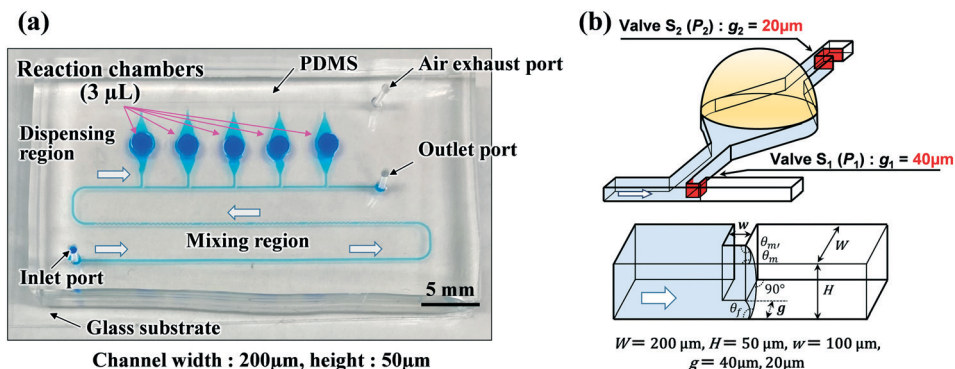 (a)
Reaction chambers
(3 μL)
PDMS
Air exhaust port
Dispensing
region
Outlet port
Mixing region
Inlet port
5 mm
Glass substrate
Channel width : 200μm, height : 50μm
(b)
Valve S₂ (P₂) : g₂ = 20μm
Valve S₁ (P₁) : g₁ = 40μm
w
θm'
θm
W
90°
H
θf
g
W = 200 μm, H = 50 μm, w = 100 μm,
g = 40μm, 20μm